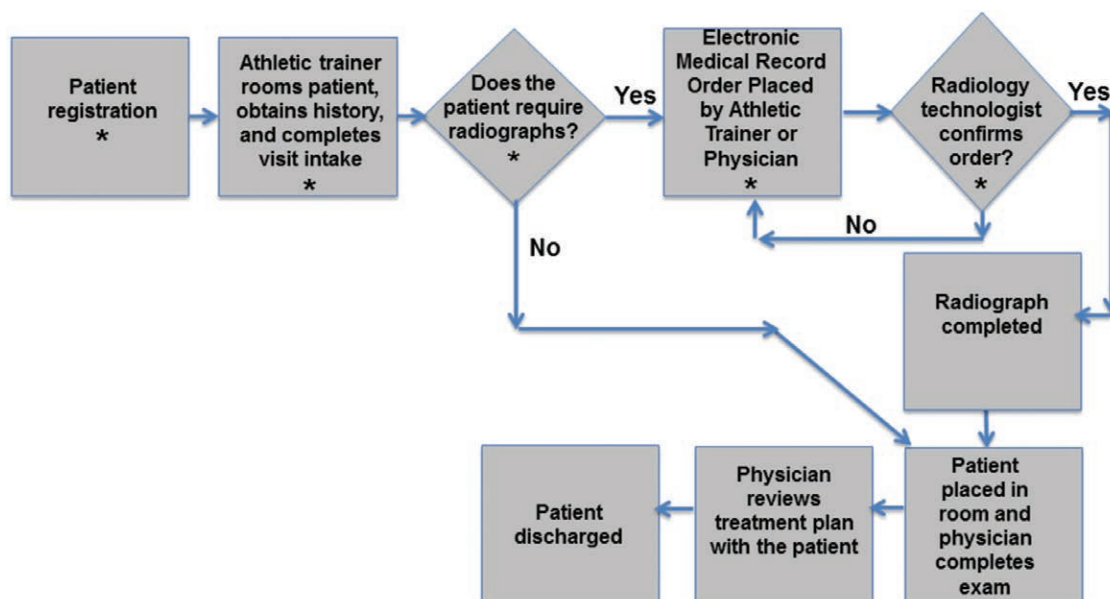 Patient
registration
*
Athletic trainer
rooms patient,
obtains history,
and completes
visit intake
*
Does the
patient require
radiographs?
*
Yes
No
Electronic
Medical Record
Order Placed
by Athletic
Trainer or
Physician
*
Radiology
technologist
confirms
order?
*
Yes
No
Radiograph
completed
Patient
placed in
room and
physician
completes
exam
Physician
reviews
treatment plan
with the patient
Patient
discharged